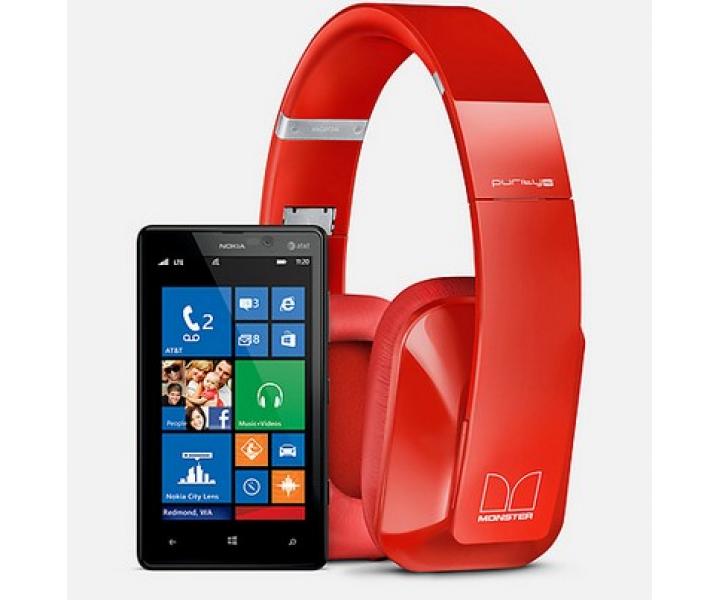 purity
NOKIA
at&t
LTE
11:20
3
2
8
AT&T
People
Music+Videos
Nokia City Lens
Redmond, WA
MONSTER